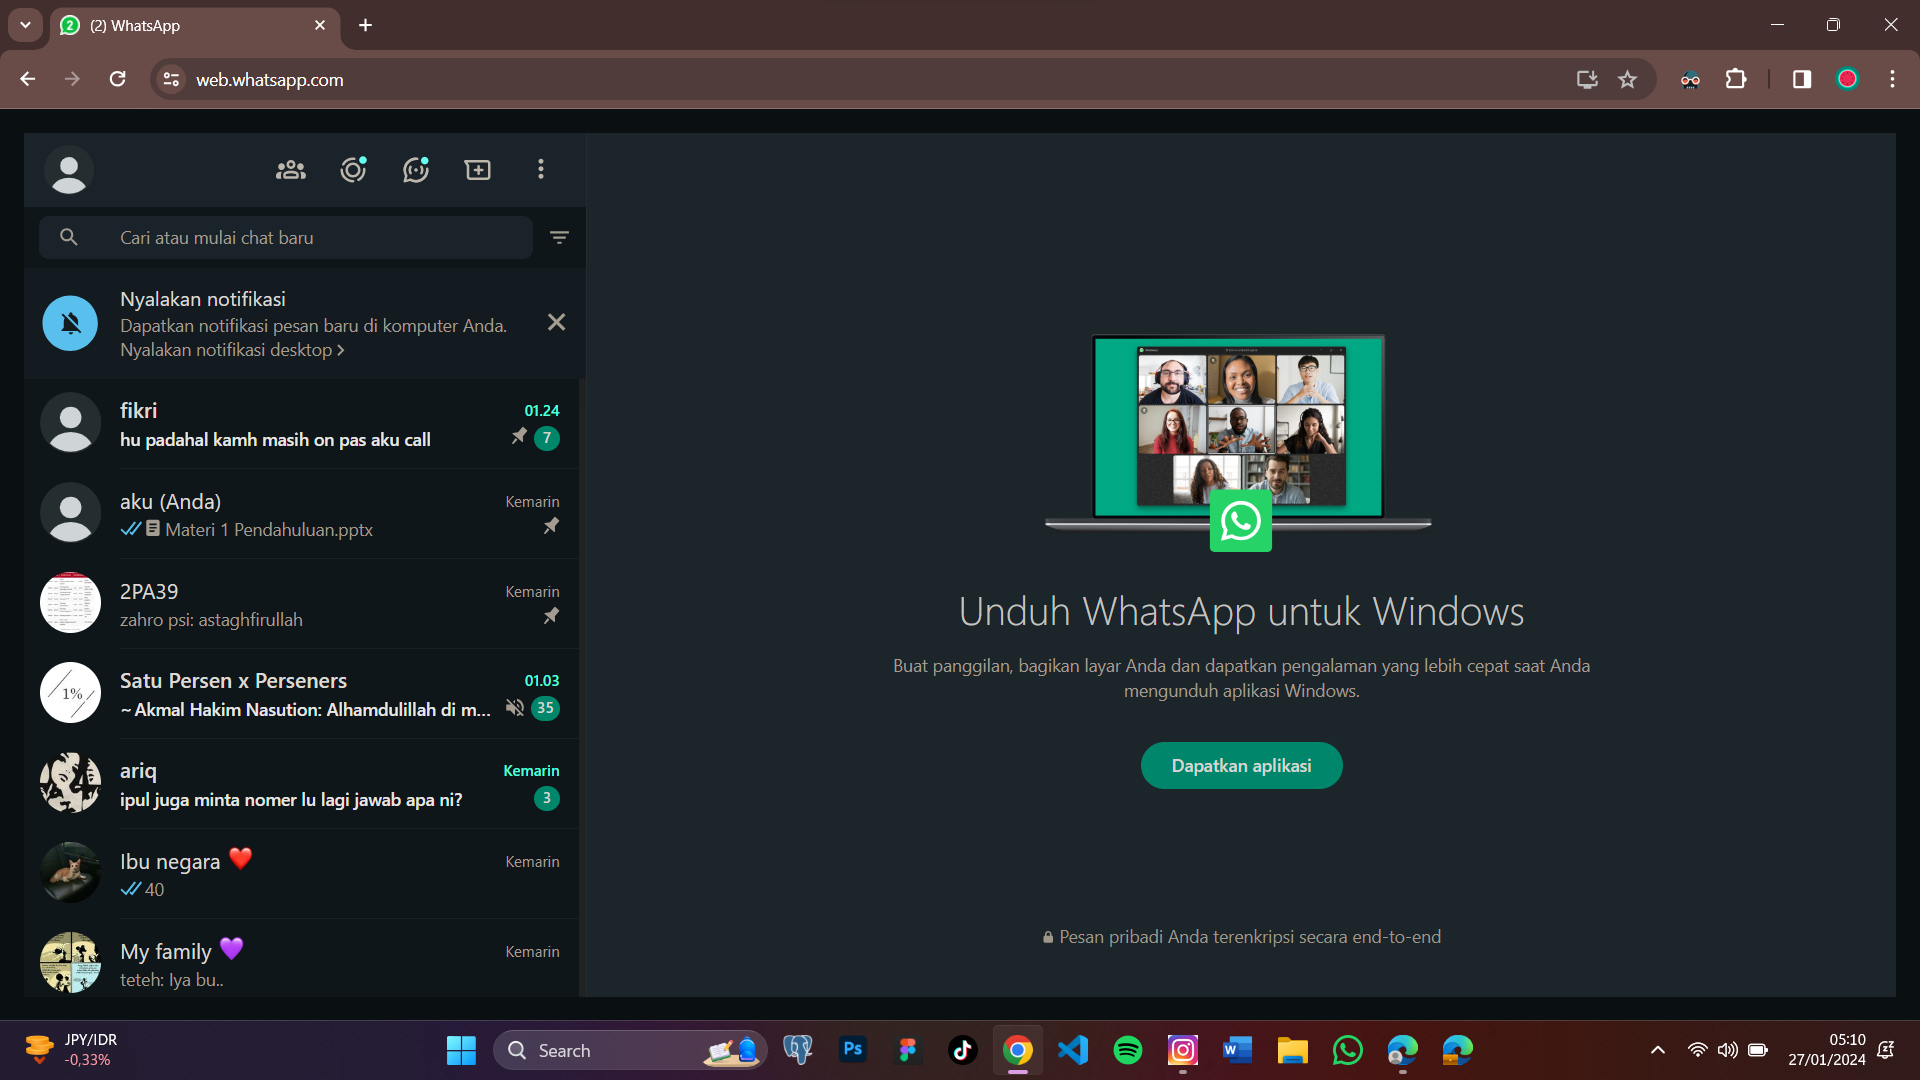 (2) WhatsApp
web.whatsapp.com
Cari atau mulai chat baru
Nyalakan notifikasi
Dapatkan notifikasi pesan baru di komputer Anda.
Nyalakan notifikasi desktop
fikri
01.24
hu padahal kamh masih on pas aku call
7
aku (Anda)
Kemarin
Materi 1 Pendahuluan.pptx
2PA39
Kemarin
zahro psi: astaghfirullah
1%
Satu Persen x Perseners
01.03
~ Akmal Hakim Nasution: Alhamdulillah di m...
35
ariq
Kemarin
ipul juga minta nomer lu lagi jawab apa ni?
3
Ibu negara ❤️
Kemarin
40
My family 💜
Kemarin
teteh: Iya bu..
Unduh WhatsApp untuk Windows
Buat panggilan, bagikan layar Anda dan dapatkan pengalaman yang lebih cepat saat Anda
mengunduh aplikasi Windows.
Dapatkan aplikasi
Pesan pribadi Anda terenkripsi secara end-to-end
JPY/IDR
-0,33%
Search
Ps
05:10
27/01/2024